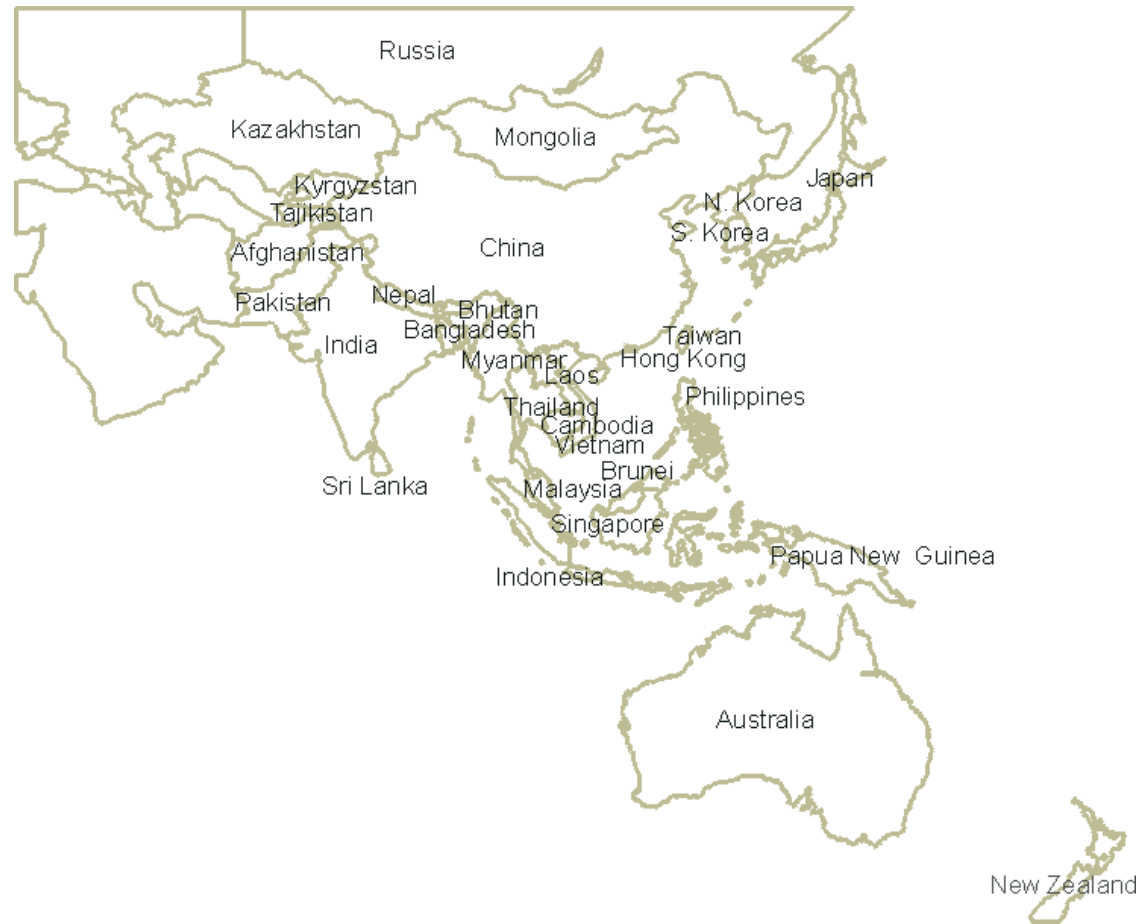 Russia
Kazakhstan
Mongolia
Kyrgyzstan
Japan
N. Korea
Tajikistan
S. Korea
China
Afghanistan
Nepal
Pakistan
Bhutan
Bangladesh
Taiwan
India
Hong Kong
Myanmar
Laos
Philippines
Thailand
Cambodia
Vietnam
Brunei
Sri Lanka
Malaysia
Singapore
Papua New Guinea
Indonesia
Australia
New Zealand